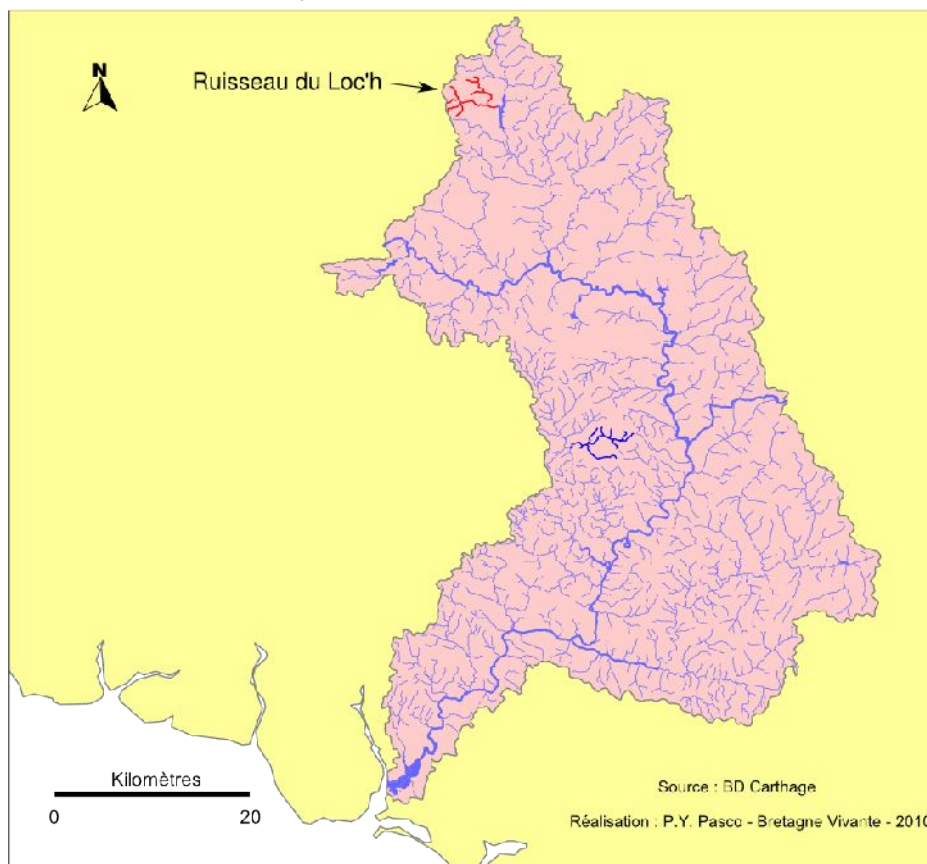 N
Ruisseau du Loc'h
Kilomètres
0 20
Source : BD Carthage
Réalisation : P.Y. Pasco - Bretagne Vivante - 2010